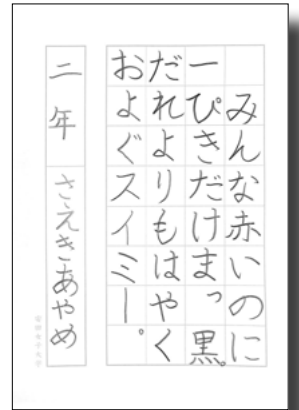 みんな赤いのに
一ぴきだけまっ黒。
だれよりもはやく
およぐスイミー。
二年 さえきあやめ